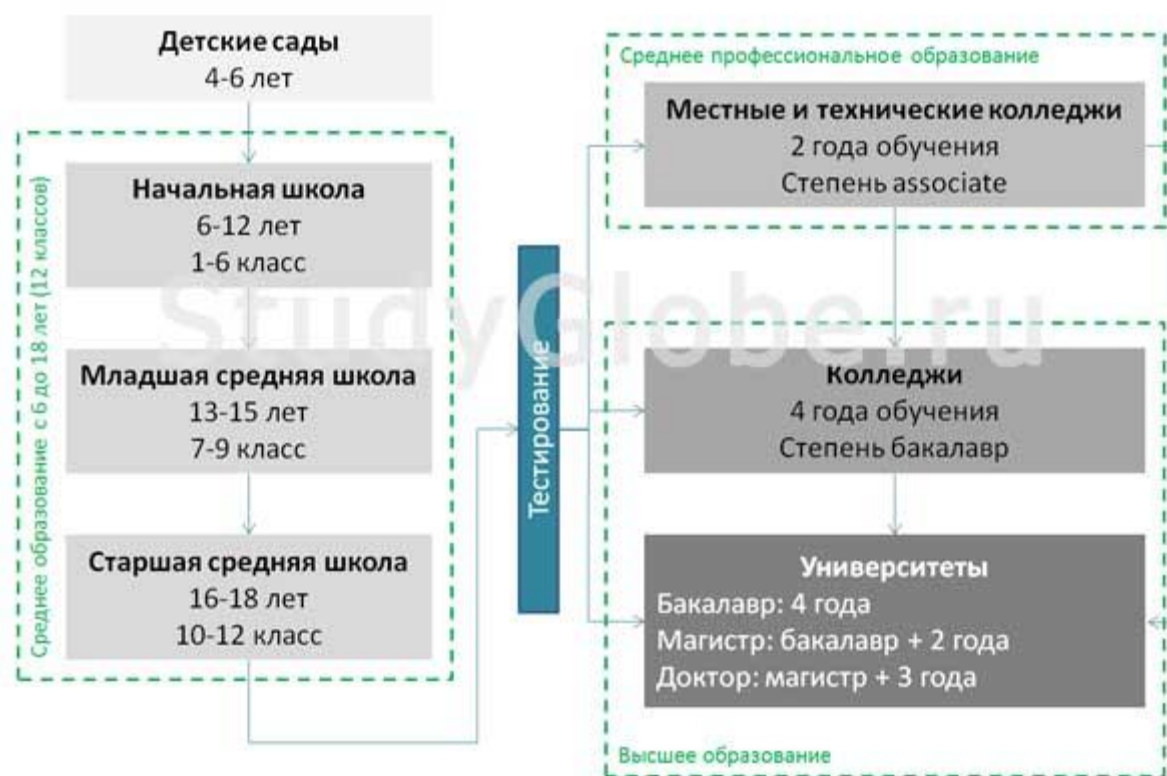 Детские сады
4-6 лет
Среднее образование с 6 до 18 лет (12 классов)
Начальная школа
6-12 лет
1-6 класс
Младшая средняя школа
13-15 лет
7-9 класс
Старшая средняя школа
16-18 лет
10-12 класс
Тестирование
Среднее профессиональное образование
Местные и технические колледжи
2 года обучения
Степень associate
Колледжи
4 года обучения
Степень бакалавр
Университеты
Бакалавр: 4 года
Магистр: бакалавр + 2 года
Доктор: магистр + 3 года
Высшее образование
StudyGlobe.ru